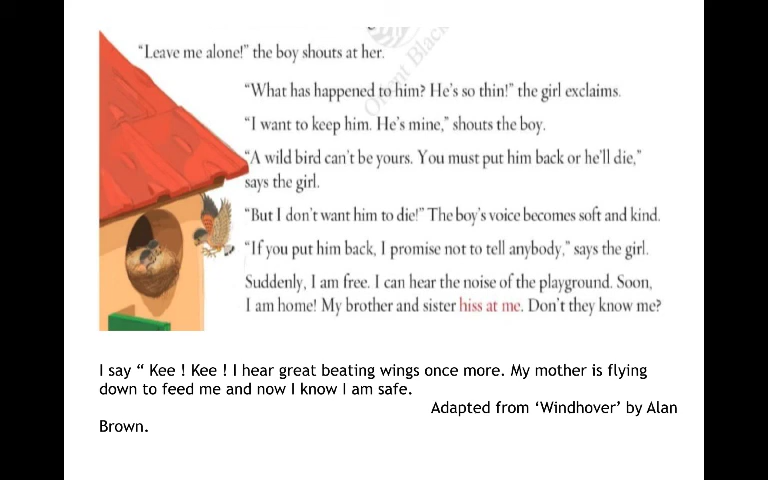 "Leave me alone!" the boy shouts at her.
"What has happened to him? He's so thin!" the girl exclaims.
"I want to keep him. He's mine," shouts the boy.
"A wild bird can't be yours. You must put him back or he'll die,"
says the girl.
"But I don't want him to die!" The boy's voice becomes soft and kind.
"If you put him back, I promise not to tell anybody," says the girl.
Suddenly, I am free. I can hear the noise of the playground. Soon,
I am home! My brother and sister hiss at me. Don't they know me?
I say “ Kee ! Kee ! I hear great beating wings once more. My mother is flying
down to feed me and now I know I am safe.
Adapted from ‘Windhover’ by Alan
Brown.